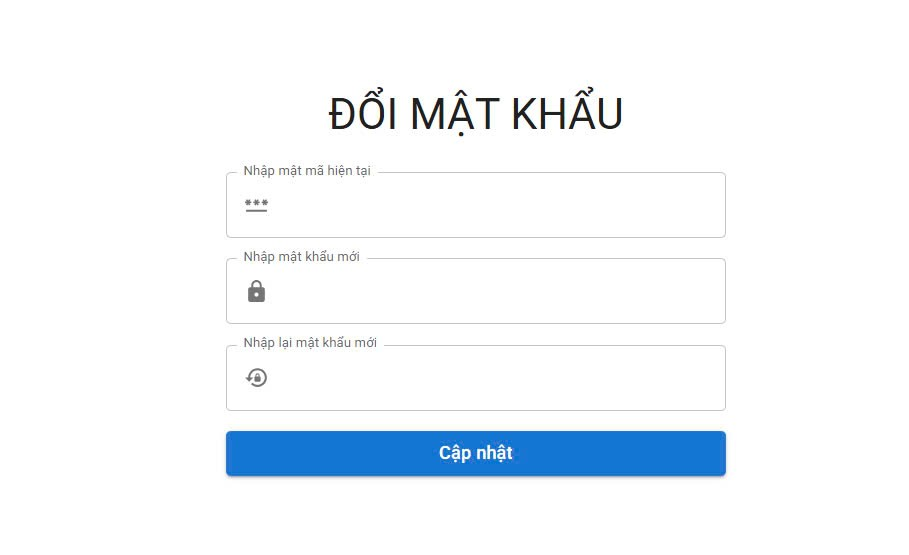 ĐỔI MẬT KHẨU
Nhập mật mã hiện tại
***
Nhập mật khẩu mới
Nhập lại mật khẩu mới
Cập nhật